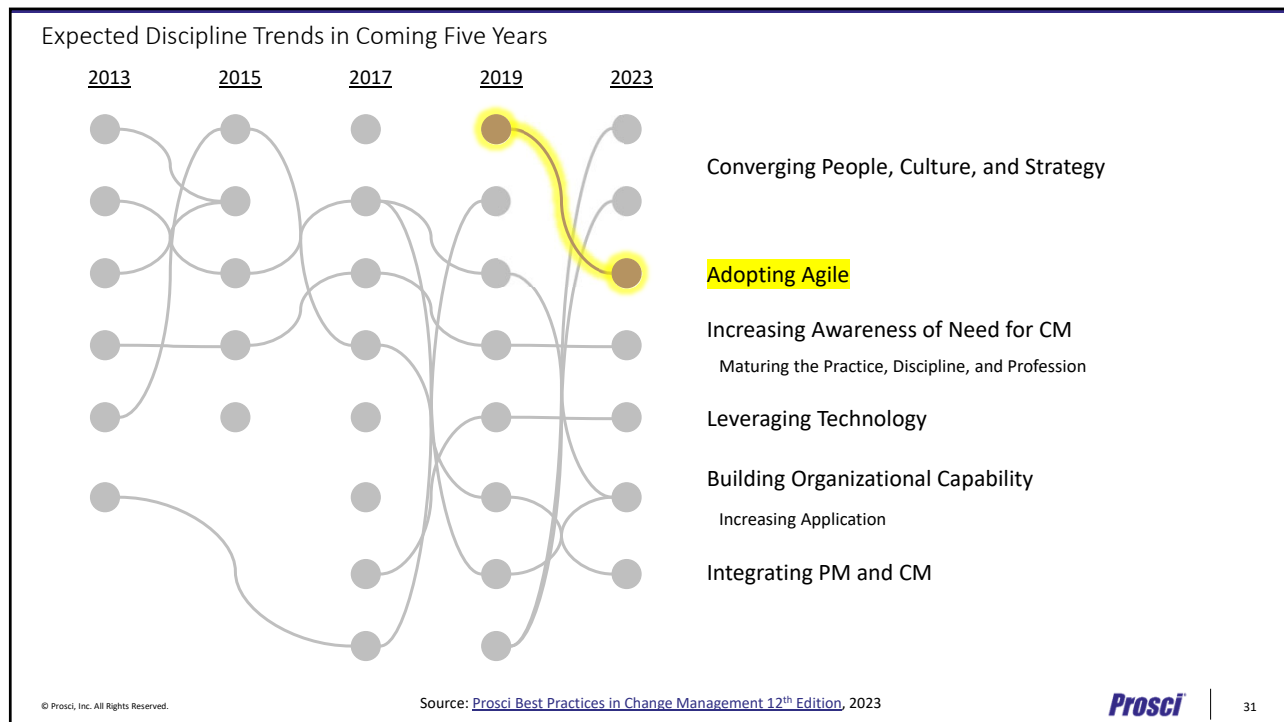 Expected Discipline Trends in Coming Five Years
2013 2015 2017 2019 2023
Converging People, Culture, and Strategy
Adopting Agile
Increasing Awareness of Need for CM
Maturing the Practice, Discipline, and Profession
Leveraging Technology
Building Organizational Capability
Increasing Application
Integrating PM and CM
© Prosci, Inc. All Rights Reserved.
Source: Prosci Best Practices in Change Management 12th Edition, 2023
Prosci
31